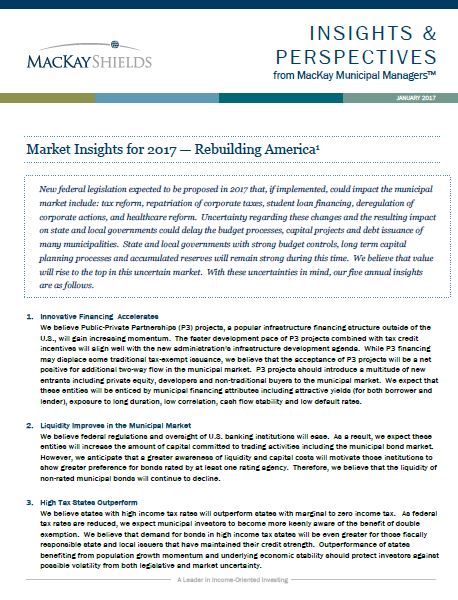 INSIGHTS &
PERSPECTIVES
from MacKay Municipal Managers™
MACKAY SHIELDS
JANUARY 2017
Market Insights for 2017 — Rebuilding America¹
New federal legislation expected to be proposed in 2017 that, if implemented, could impact the municipal
market include: tax reform, repatriation of corporate taxes, student loan financing, deregulation of
corporate actions, and healthcare reform. Uncertainty regarding these changes and the resulting impact
on state and local governments could delay the budget processes, capital projects and debt issuance of
many municipalities. State and local governments with strong budget controls, long term capital
planning processes and accumulated reserves will remain strong during this time. We believe that value
will rise to the top in this uncertain market. With these uncertainties in mind, our five annual insights
are as follows.
1. Innovative Financing Accelerates
We believe Public-Private Partnerships (P3) projects, a popular infrastructure financing structure outside of the
U.S., will gain increasing momentum. The faster development pace of P3 projects combined with tax credit
incentives will align well with the new administration's infrastructure development agenda. While P3 financing
may displace some traditional tax-exempt issuance, we believe that the acceptance of P3 projects will be a net
positive for additional two-way flow in the municipal market. P3 projects should introduce a multitude of new
entrants including private equity, developers and non-traditional buyers to the municipal market. We expect that
these entities will be enticed by municipal financing attributes including attractive yields (for both borrower and
lender), exposure to long duration, low correlation, cash flow stability and low default rates.
2. Liquidity Improves in the Municipal Market
We believe federal regulations and oversight of U.S. banking institutions will ease. As a result, we expect these
entities will increase the amount of capital committed to trading activities including the municipal bond market.
However, we anticipate that a greater awareness of liquidity and capital costs will motivate those institutions to
show greater preference for bonds rated by at least one rating agency. Therefore, we believe that the liquidity of
non-rated municipal bonds will continue to decline.
3. High Tax States Outperform
We believe states with high income tax rates will outperform states with marginal to zero income tax. As federal
tax rates are reduced, we expect municipal investors to become more keenly aware of the benefit of double
exemption. We believe that demand for bonds in high income tax states will be even greater for those fiscally
responsible state and local issuers that have maintained their credit strength. Outperformance of states
benefiting from population growth momentum and underlying economic stability should protect investors against
possible volatility from both legislative and market uncertainty.
A Leader in Income-Oriented Investing